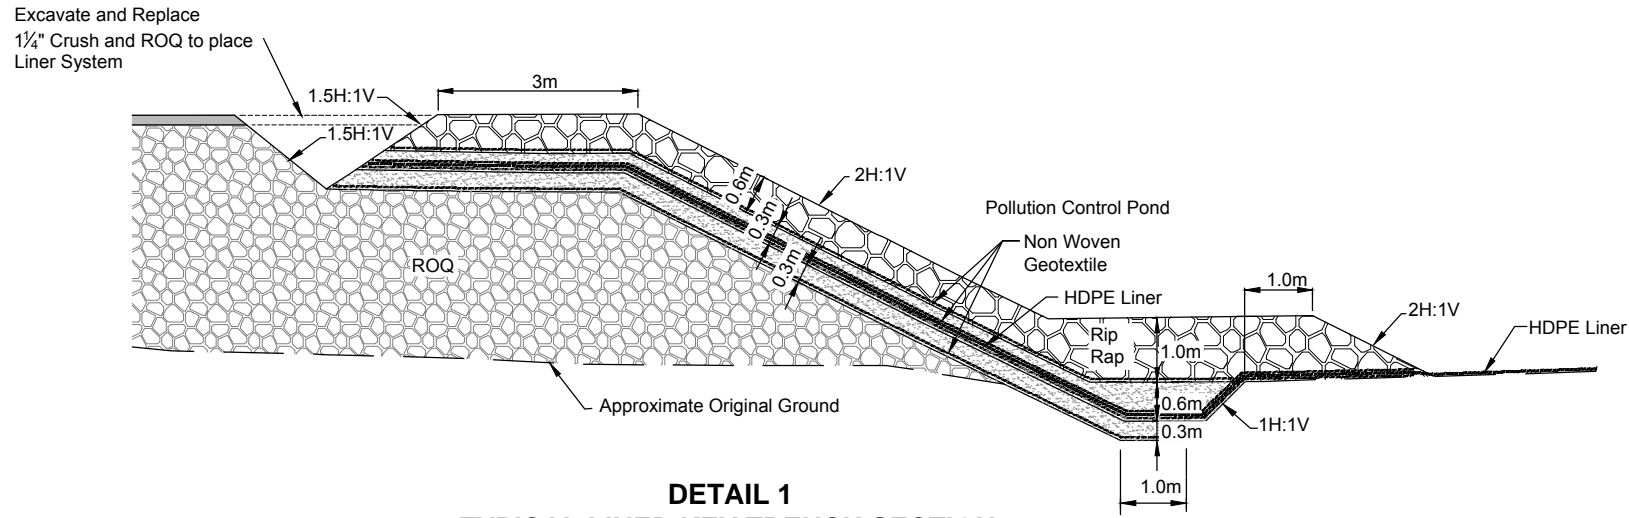 Excavate and Replace
1¼" Crush and ROQ to place
Liner System
3m
1.5H:1V
1.5H:1V
0.6m
2H:1V
0.3m
0.3m
Pollution Control Pond
Non Woven
Geotextile
ROQ
HDPE Liner
1.0m
2H:1V
HDPE Liner
Rip
Rap
1.0m
Approximate Original Ground
0.6m
1H:1V
0.3m
1.0m
DETAIL 1